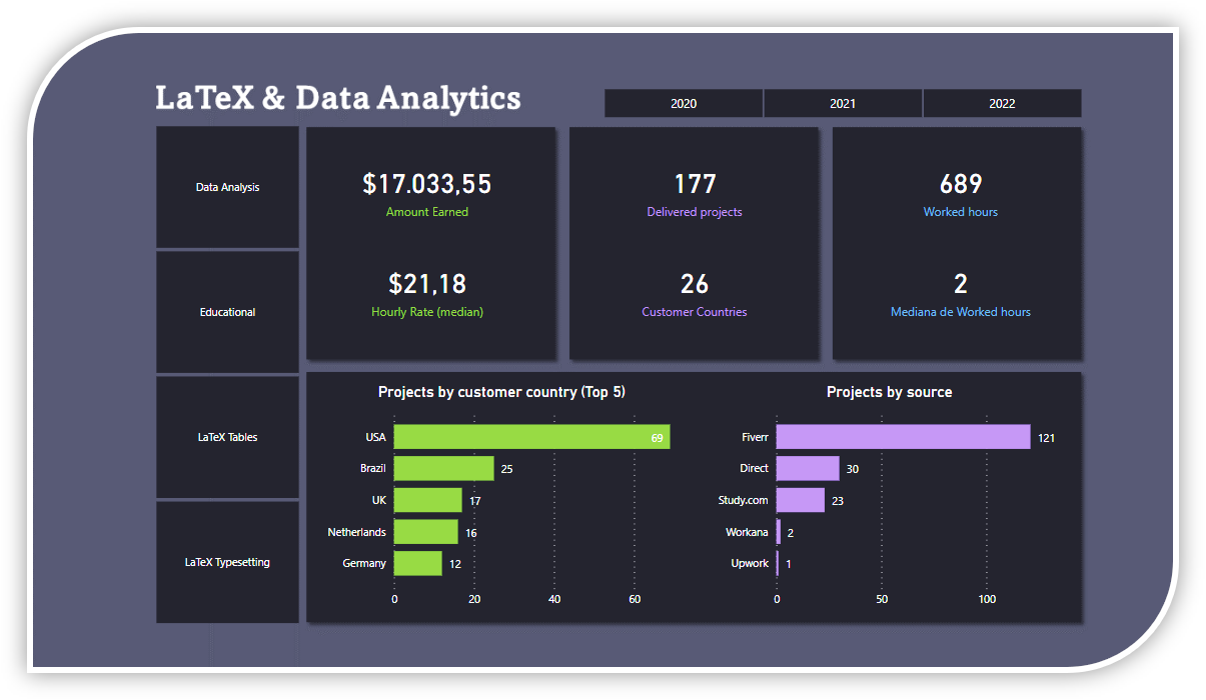 LaTeX & Data Analytics
2020 2021 2022
Data Analysis
Educational
LaTeX Tables
LaTeX Typesetting
$17.033,55
Amount Earned
$21,18
Hourly Rate (median)
177
Delivered projects
26
Customer Countries
689
Worked hours
2
Mediana de Worked hours
Projects by customer country (Top 5)
USA 69
Brazil 25
UK 17
Netherlands 16
Germany 12
0 20 40 60
Projects by source
Fiverr 121
Direct 30
Study.com 23
Workana 2
Upwork 1
0 50 100